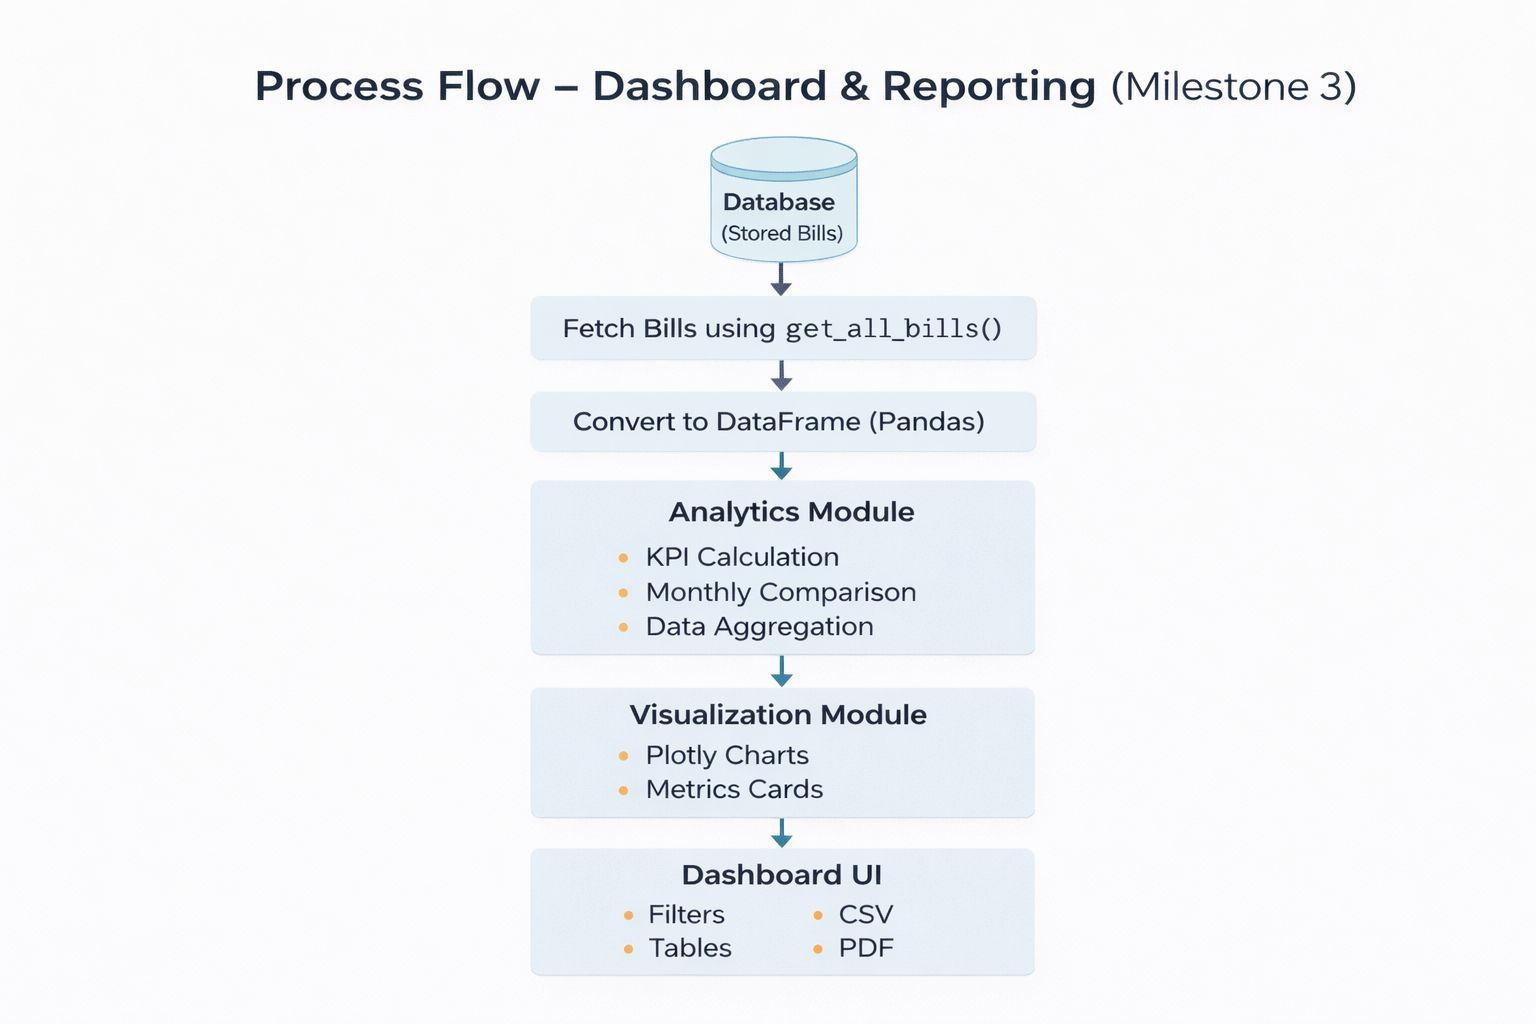 Process Flow – Dashboard & Reporting (Milestone 3)
Database
(Stored Bills)
Fetch Bills using get_all_bills()
Convert to DataFrame (Pandas)
Analytics Module
• KPI Calculation
• Monthly Comparison
• Data Aggregation
Visualization Module
• Plotly Charts
• Metrics Cards
Dashboard UI
• Filters
• Tables
• CSV
• PDF